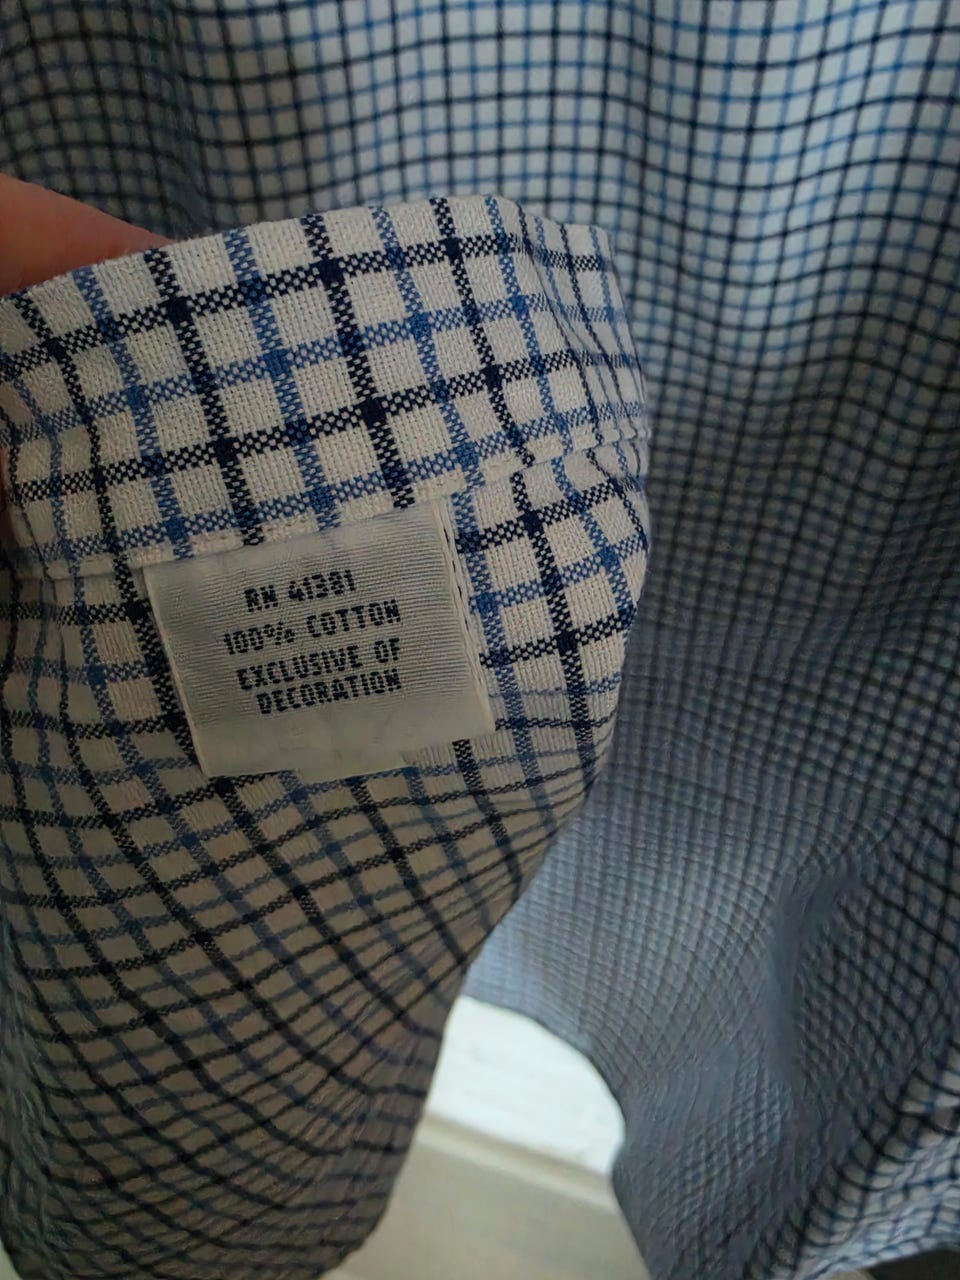 RN 41381
100% COTTON
EXCLUSIVE OF
DECORATION